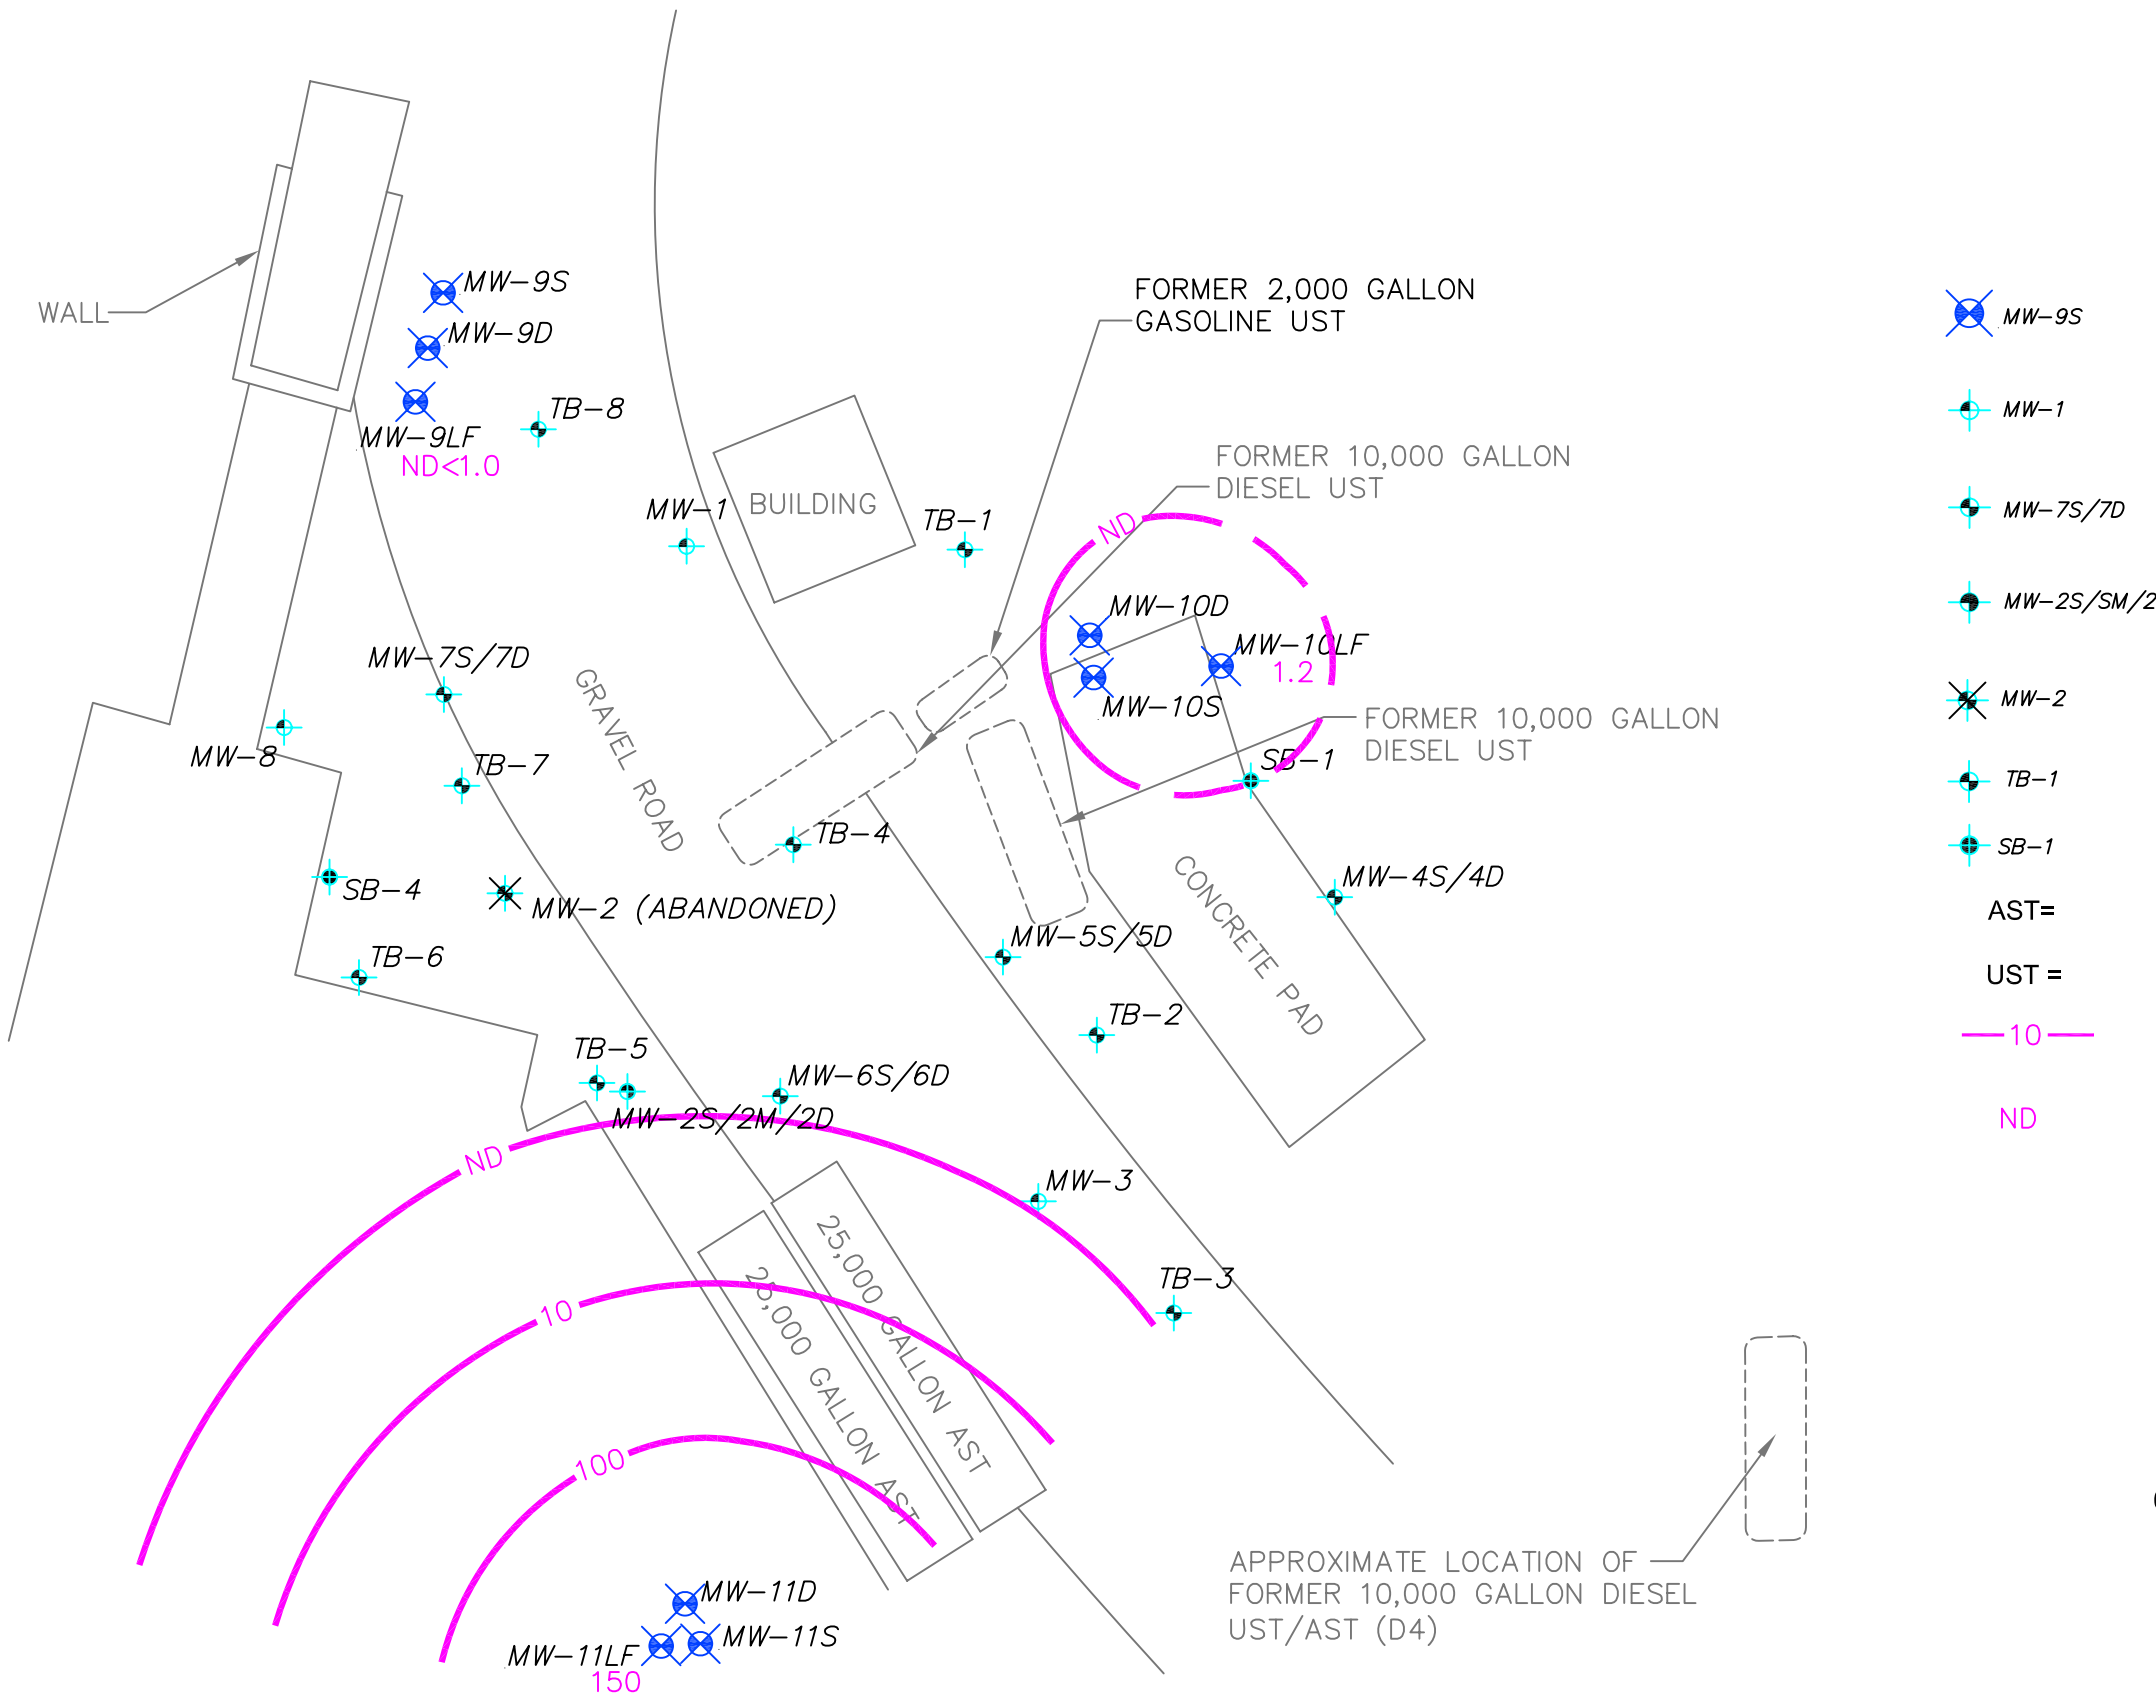 MW-9S
MW-9D
WALL
MW-9LF
ND<1.0
TB-8
FORMER 2,000 GALLON
GASOLINE UST
FORMER 10,000 GALLON
DIESEL UST
MW-1
BUILDING
TB-1
ND
MW-10D
MW-10LF
1.2
MW-10S
MW-7S/7D
GRAVEL ROAD
FORMER 10,000 GALLON
DIESEL UST
MW-8
TB-7
SB-1
TB-4
SB-4
MW-2 (ABANDONED)
CONCRETE PAD
MW-4S/4D
MW-5S/5D
TB-6
TB-2
TB-5
MW-6S/6D
MW-2S/2M/2D
ND
MW-3
25,000 GALLON AST
25,000 GALLON AST
TB-3
10
100
MW-11D
MW-11S
MW-11LF
150
APPROXIMATE LOCATION OF
FORMER 10,000 GALLON DIESEL
UST/AST (D4)
MW-9S
MW-1
MW-7S/7D
MW-2S/SM/2
MW-2
TB-1
SB-1
AST=
UST =
10
ND